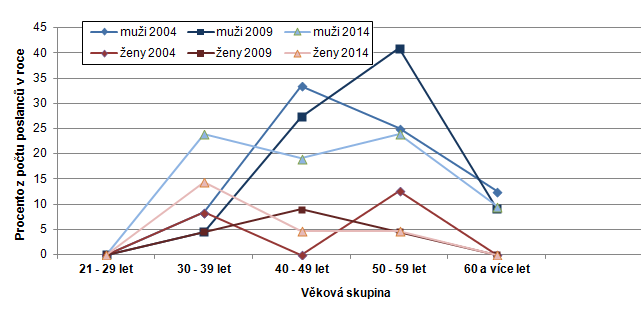 muži 2004 muži 2009 muži 2014
ženy 2004 ženy 2009 ženy 2014
Procento z počtu poslanců v roce
45
40
35
30
25
20
15
10
5
0
21 - 29 let 30 - 39 let 40 - 49 let 50 - 59 let 60 a více let
Věková skupina